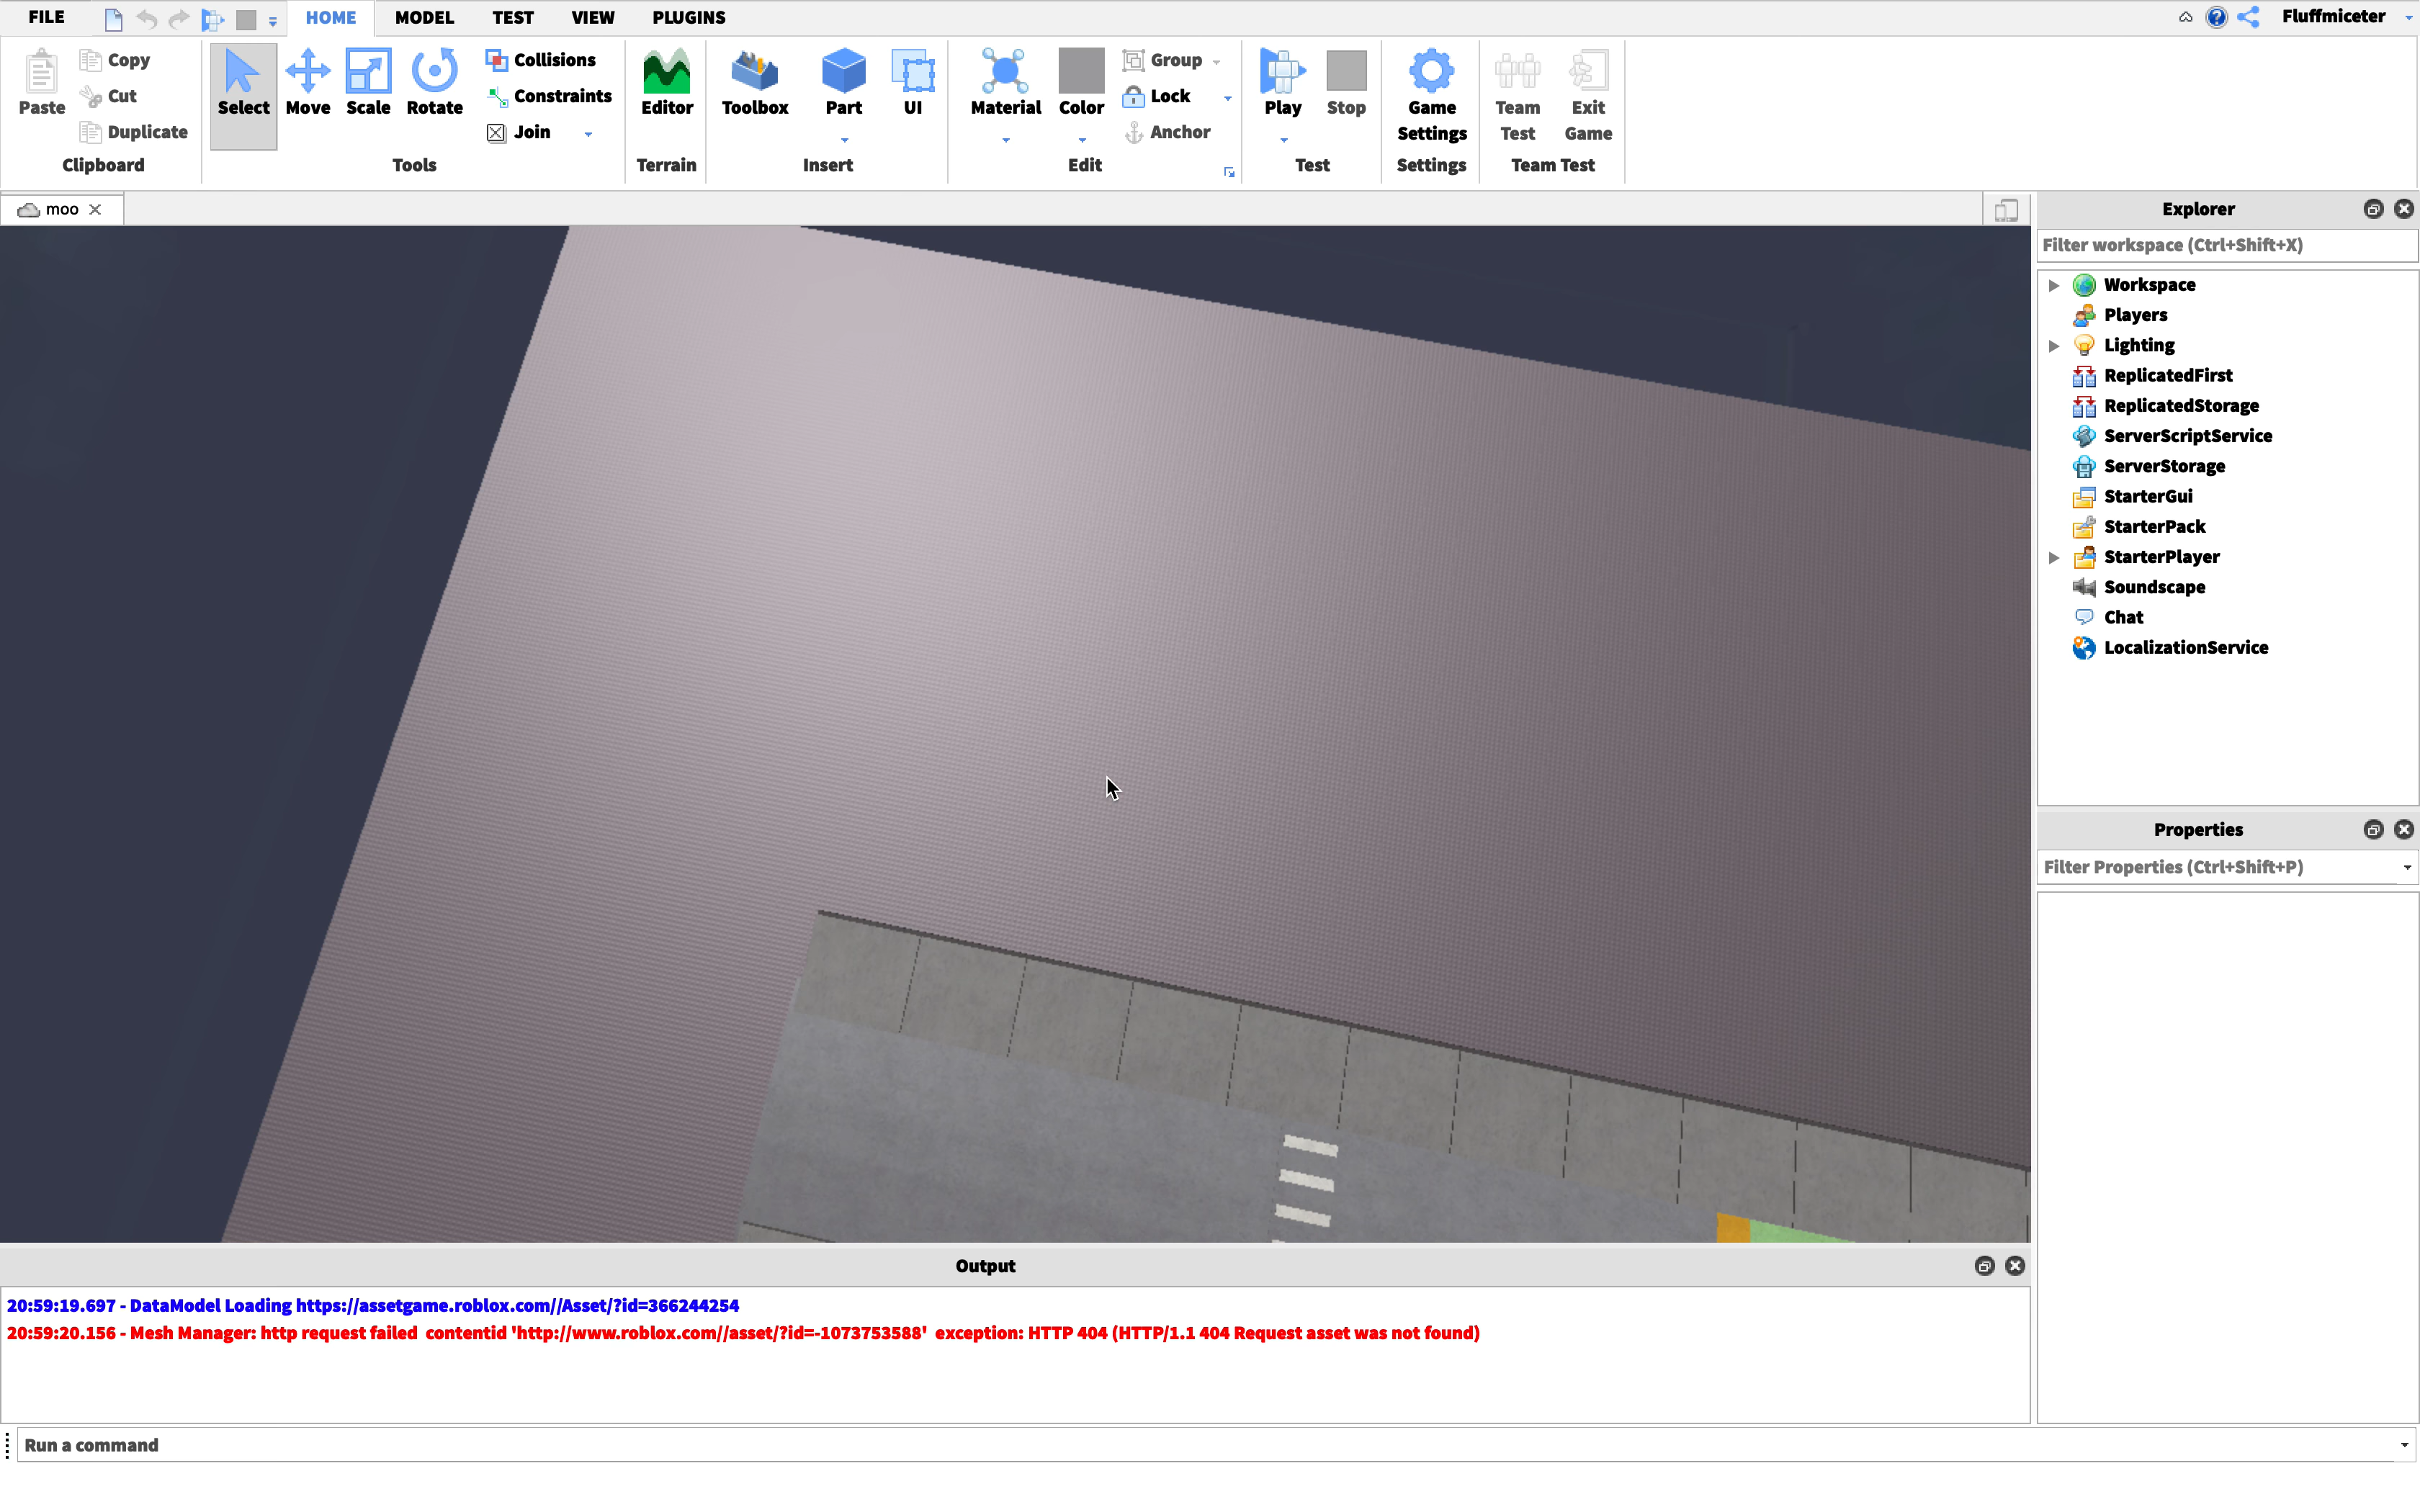 FILE
HOME
MODEL
TEST
VIEW
PLUGINS
Fluffmiceter
Paste
Copy
Cut
Duplicate
Clipboard
Select
Move
Scale
Rotate
Collisions
Constraints
Join
Tools
Editor
Terrain
Toolbox
Part
UI
Insert
Material
Color
Group
Lock
Anchor
Edit
Play
Stop
Test
Game
Settings
Settings
Team
Test
Exit
Game
Team Test
moo
Explorer
Filter workspace (Ctrl+Shift+X)
Workspace
Players
Lighting
ReplicatedFirst
ReplicatedStorage
ServerScriptService
ServerStorage
StarterGui
StarterPack
StarterPlayer
Soundscape
Chat
LocalizationService
Properties
Filter Properties (Ctrl+Shift+P)
Output
20:59:19.697 - DataModel Loading https://assetgame.roblox.com//Asset/?id=366244254
20:59:20.156 - Mesh Manager: http request failed  contentid 'http://www.roblox.com//asset/?id=-1073753588'  exception: HTTP 404 (HTTP/1.1 404 Request asset was not found)
Run a command